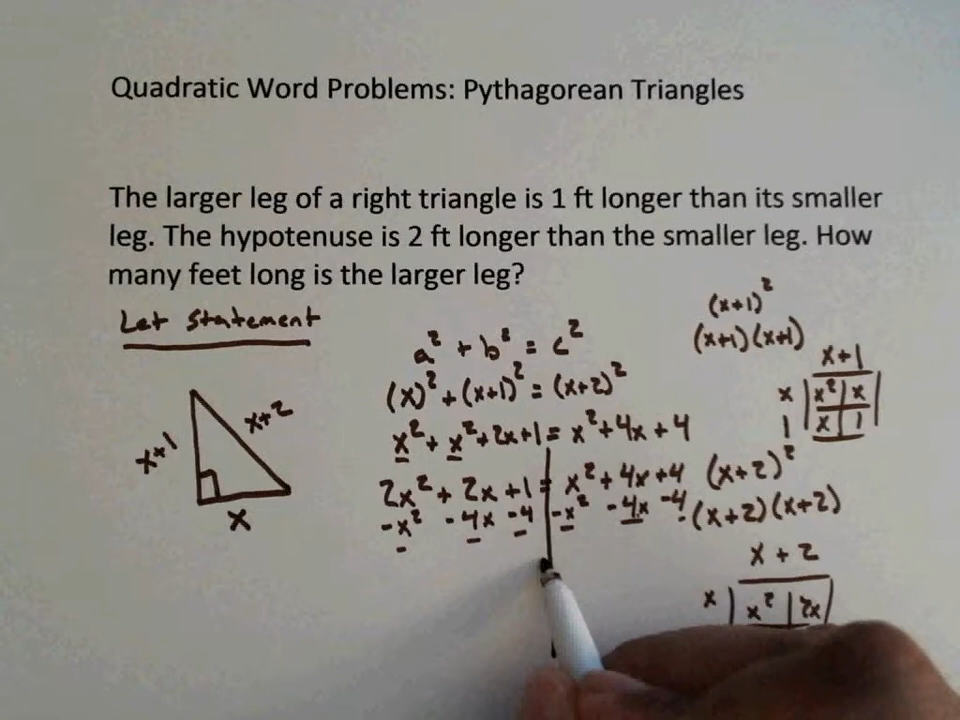 Quadratic Word Problems: Pythagorean Triangles
The larger leg of a right triangle is 1 ft longer than its smaller
leg. The hypotenuse is 2 ft longer than the smaller leg. How
many feet long is the larger leg?
Let Statement
x+1
x+2
x
a² + b² = c²
(x)² + (x+1)² = (x+2)²
x² + x² + 2x + 1 = x² + 4x + 4
2x² + 2x + 1 = x² + 4x + 4
-x² -4x -4 -x² -4x -4
(x+1)²
(x+1)(x+1)
x+1
x x² x
1 x 1
(x+2)²
(x+2)(x+2)
x + 2
x x² 2x